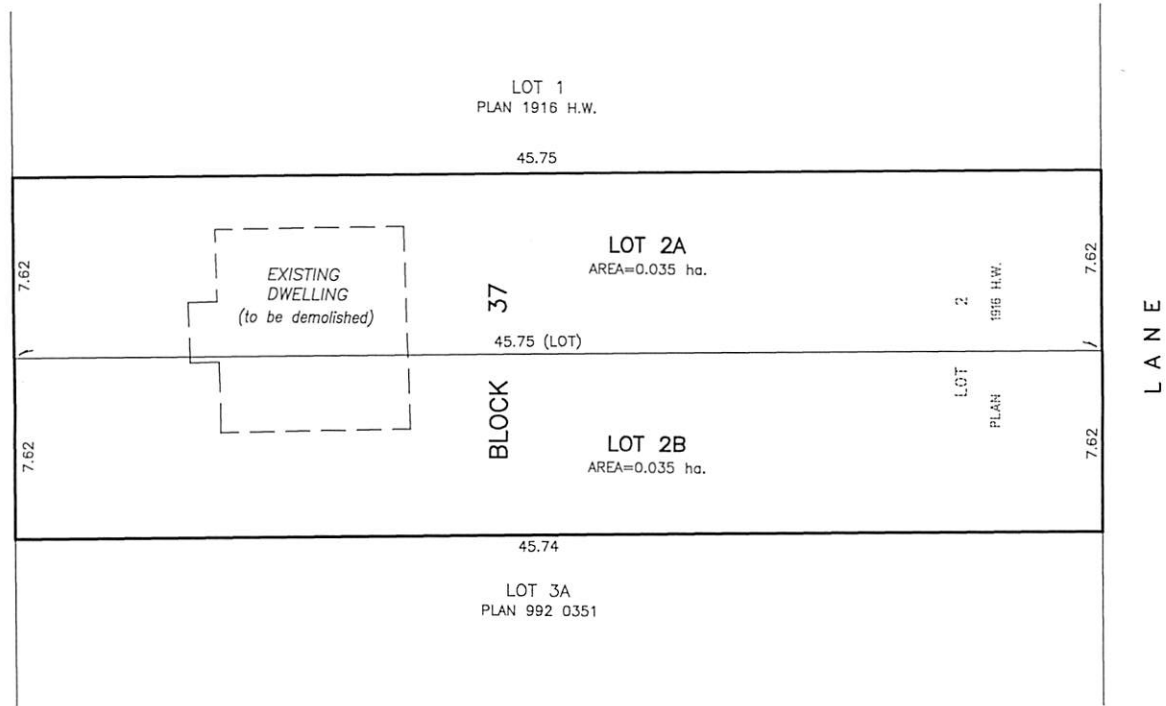 LOT 1
PLAN 1916 H.W.
45.75
7.62
EXISTING
DWELLING
(to be demolished)
LOT 2A
AREA=0.035 ha.
7.62
LOT 2
PLAN 1916 H.W.
BLOCK 37
45.75 (LOT)
LANE
7.62
LOT 2B
AREA=0.035 ha.
7.62
45.74
LOT 3A
PLAN 992 0351